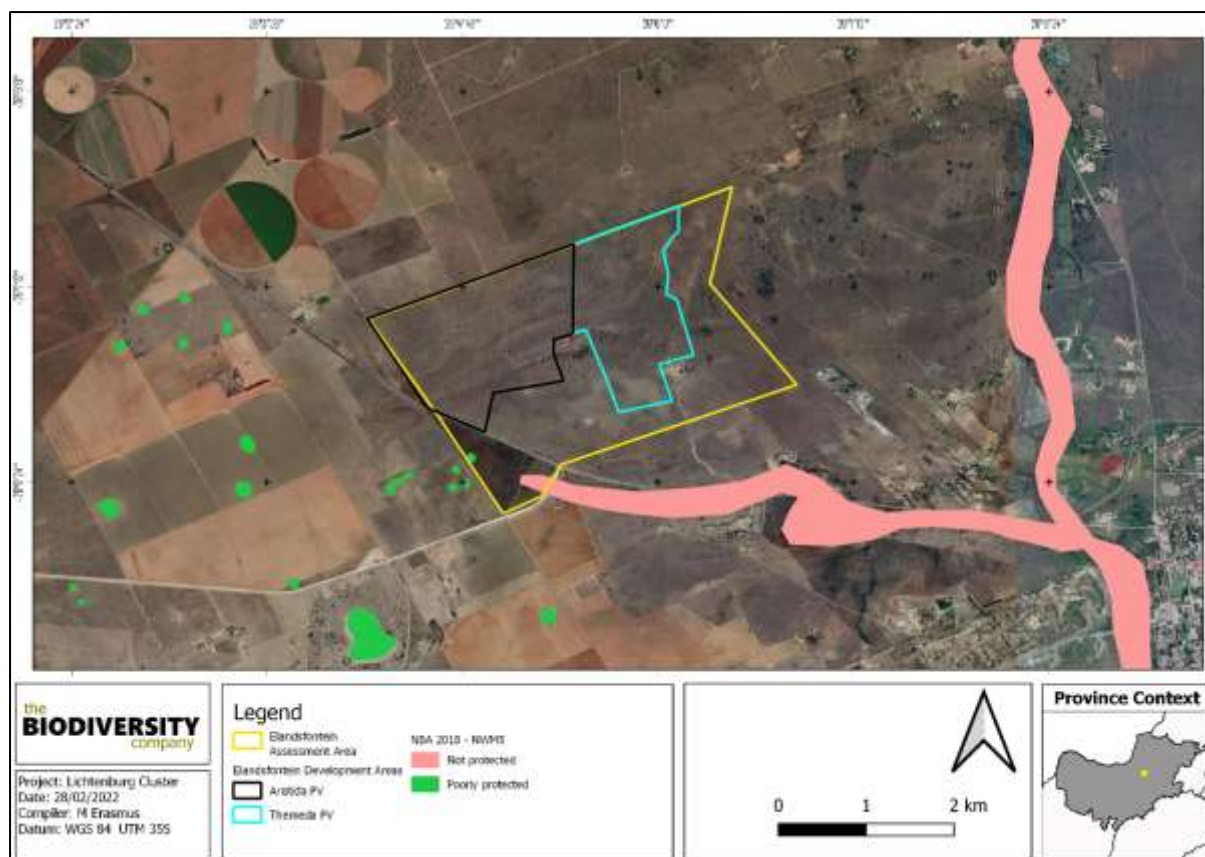 the
BIODIVERSITY
company
Project: Lichtenburg Cluster
Date: 28/02/2022
Compiler: M Erasmus
Datum: WGS 84 UTM 35S
Legend
Elandsfontein
Assessment Area
Elandsfontein Development Areas
Aristida PV
Themeda PV
NBA 2018 - NWM5
Not protected
Poorly protected
0 1 2 km
Province Context